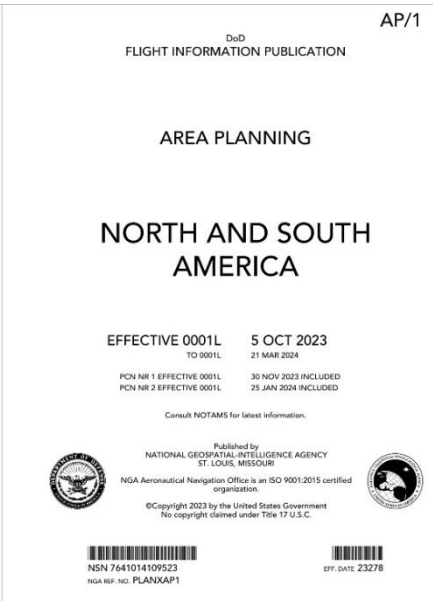 AP/1
DoD
FLIGHT INFORMATION PUBLICATION
AREA PLANNING
NORTH AND SOUTH
AMERICA
EFFECTIVE 0001L 5 OCT 2023
TO 0001L 21 MAR 2024
PCN NR 1 EFFECTIVE 0001L 30 NOV 2023 INCLUDED
PCN NR 2 EFFECTIVE 0001L 25 JAN 2024 INCLUDED
Consult NOTAMS for latest information.
Published by
NATIONAL GEOSPATIAL-INTELLIGENCE AGENCY
ST. LOUIS, MISSOURI
NGA Aeronautical Navigation Office is an ISO 9001:2015 certified
organization.
©Copyright 2023 by the United States Government
No copyright claimed under Title 17 U.S.C.
NSN 7641014109523
NGA REF. NO. PLANXAP1
EFF. DATE 23278